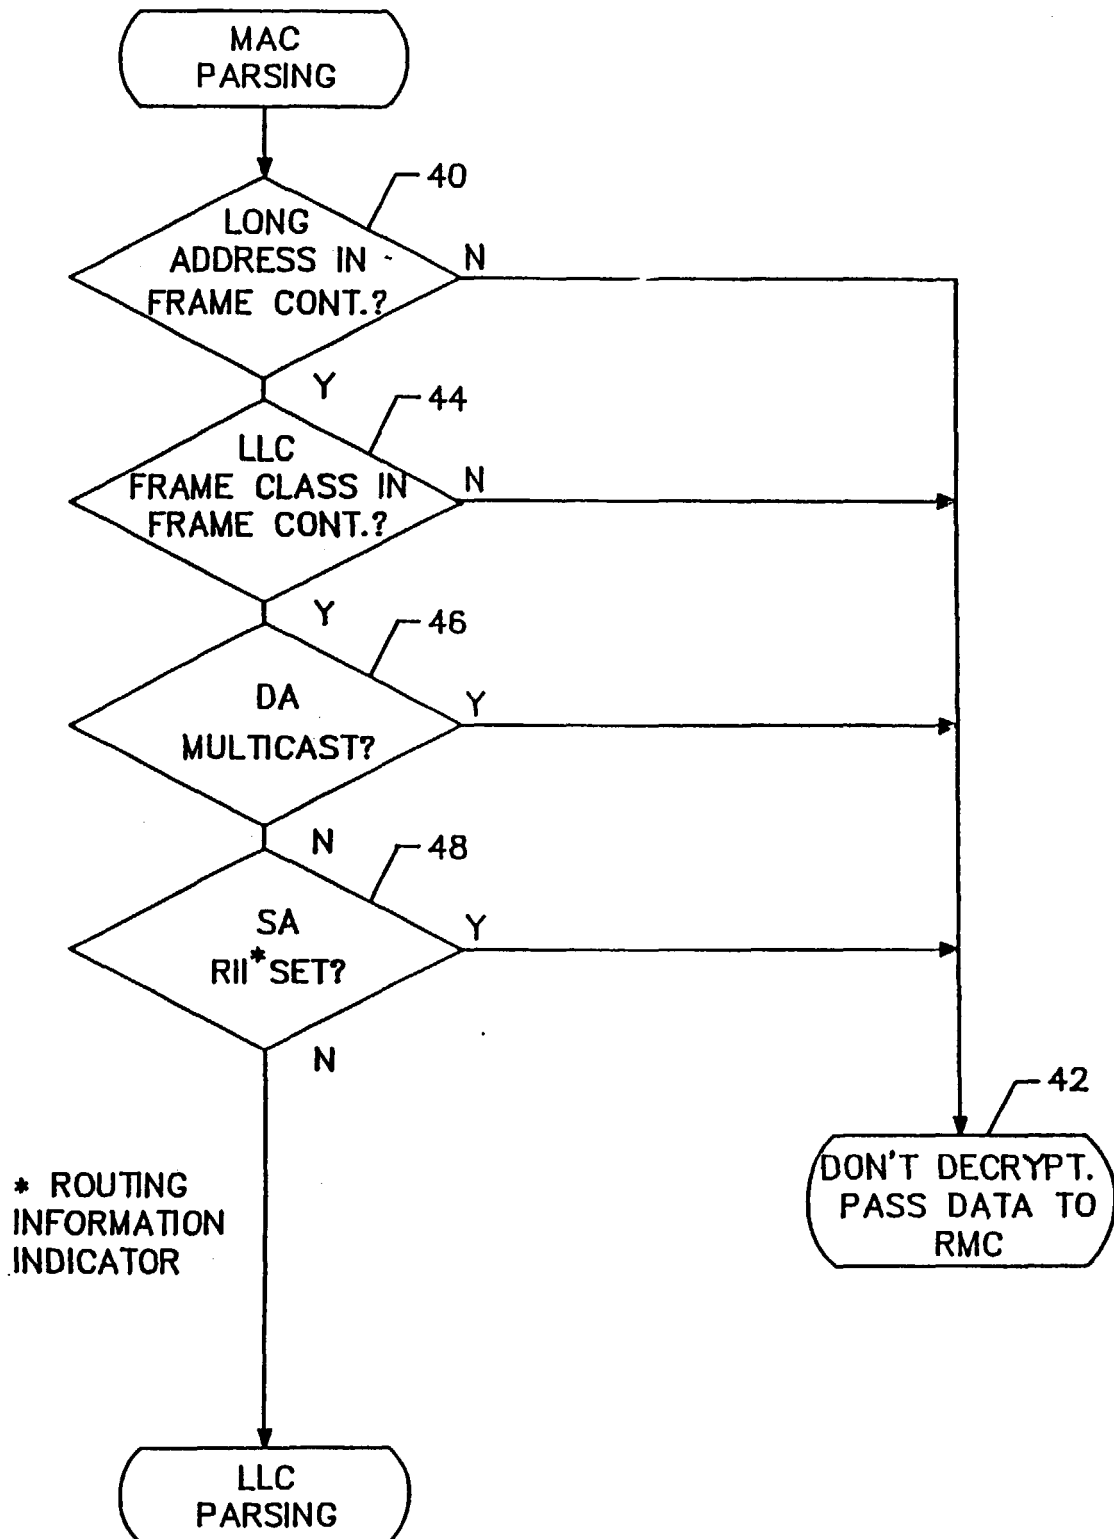 MAC
PARSING
40
LONG
ADDRESS IN
FRAME CONT.?
N
Y
44
LLC
FRAME CLASS IN
FRAME CONT.?
N
Y
46
DA
MULTICAST?
Y
N
48
SA
RII* SET?
Y
N
42
DON'T DECRYPT.
PASS DATA TO
RMC
* ROUTING
INFORMATION
INDICATOR
LLC
PARSING